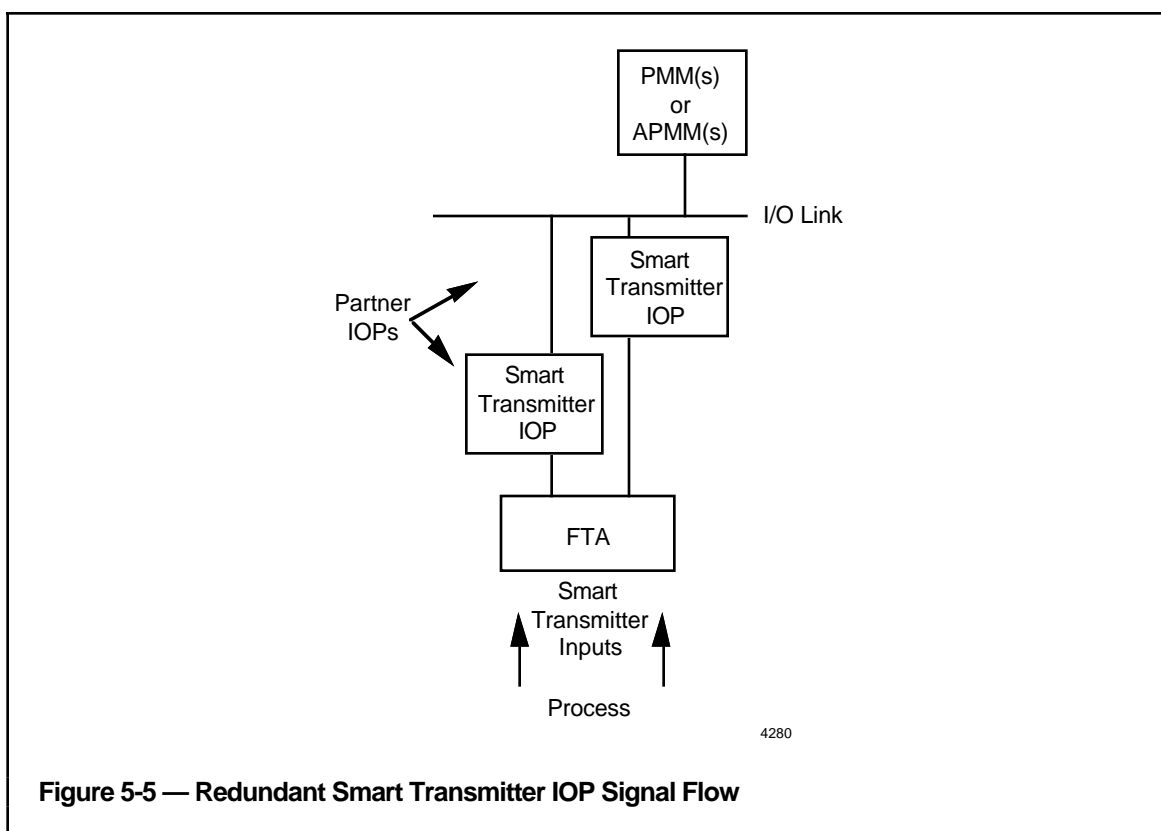 PMM(s)
or
APMM(s)
I/O Link
Smart
Transmitter
IOP
Partner
IOPs
Smart
Transmitter
IOP
FTA
Smart
Transmitter
Inputs
Process
4280
Figure 5-5 — Redundant Smart Transmitter IOP Signal Flow